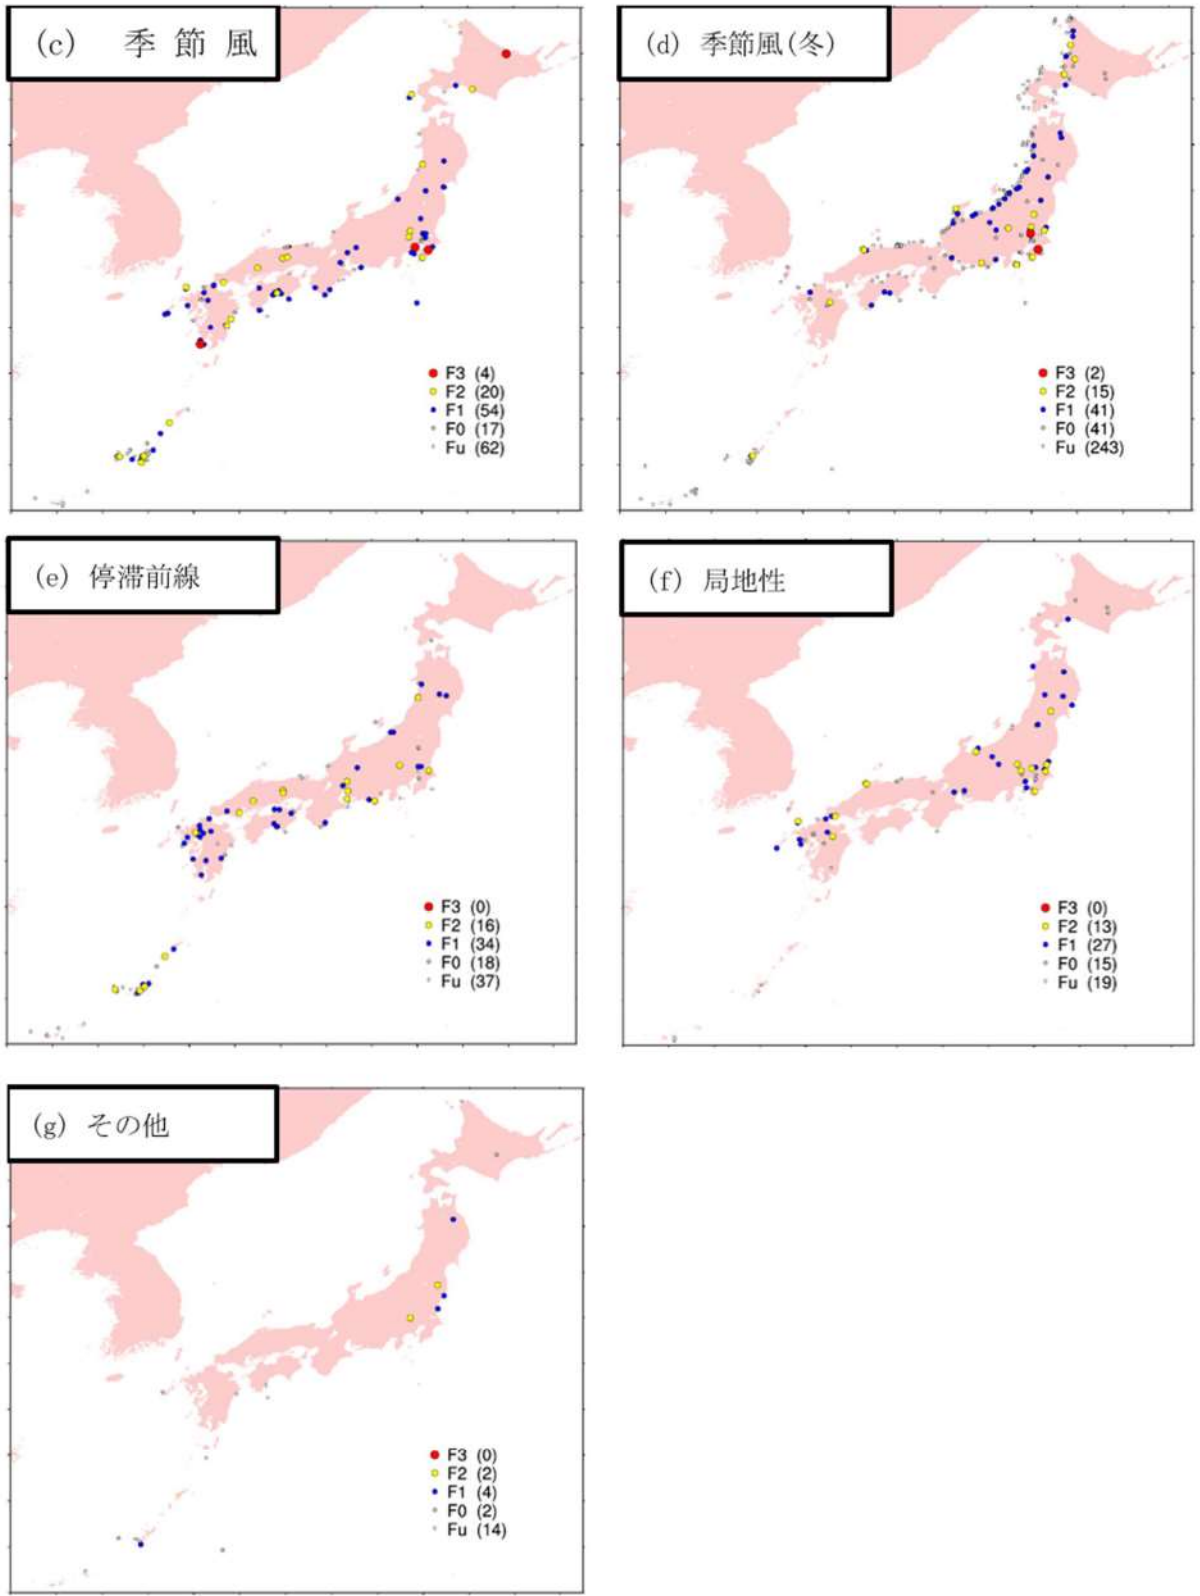 (c) 季節風
F3 (4)
F2 (20)
F1 (54)
F0 (17)
Fu (62)
(d) 季節風(冬)
F3 (2)
F2 (15)
F1 (41)
F0 (41)
Fu (243)
(e) 停滞前線
F3 (0)
F2 (16)
F1 (34)
F0 (18)
Fu (37)
(f) 局地性
F3 (0)
F2 (13)
F1 (27)
F0 (15)
Fu (19)
(g) その他
F3 (0)
F2 (2)
F1 (4)
F0 (2)
Fu (14)